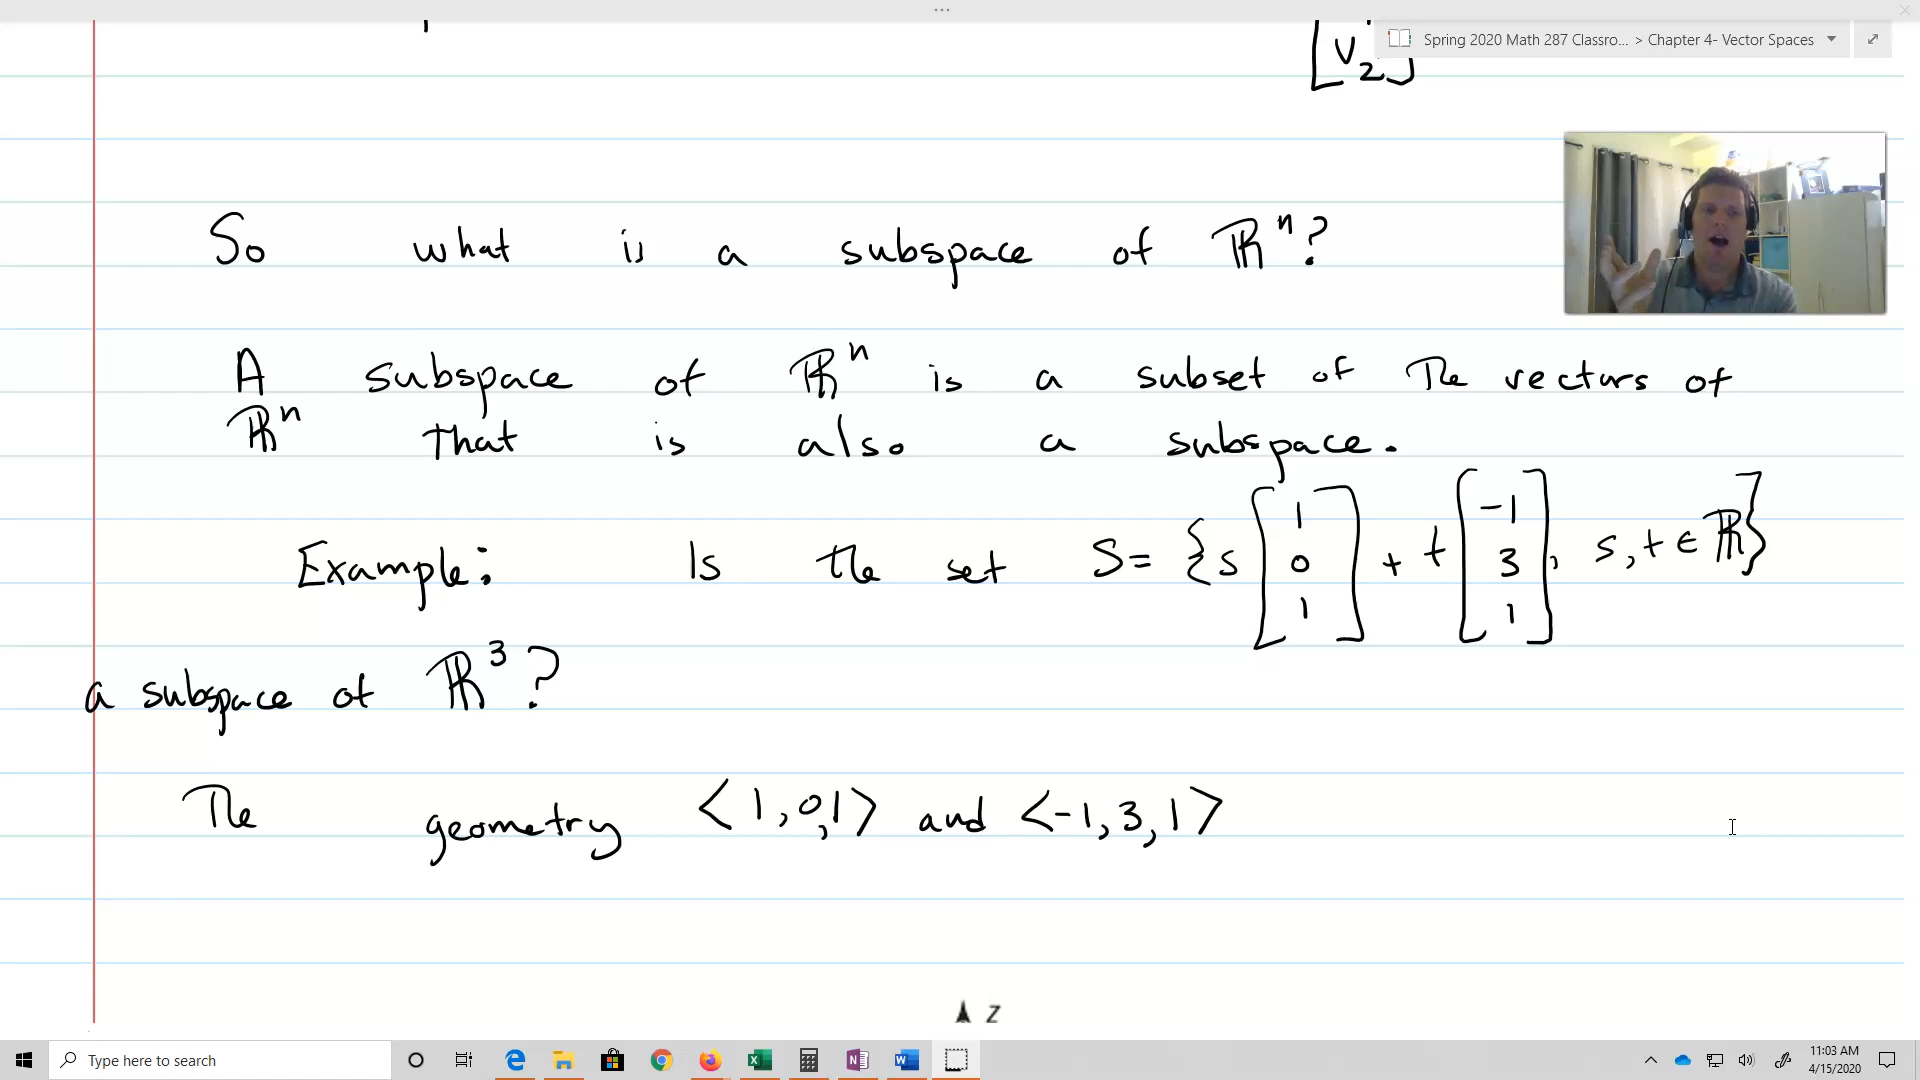 Spring 2020 Math 287 Classro... > Chapter 4- Vector Spaces
v₂
So what is a subspace of ℝⁿ?
A subspace of ℝⁿ is a subset of the vectors of
ℝⁿ that is also a subspace.
Example: Is the set S = {s [1 0 1] + t [-1 3 1], s, t ∈ ℝ}
a subspace of ℝ³?
The geometry <1, 0, 1> and <-1, 3, 1>
z
Type here to search
11:03 AM
4/15/2020